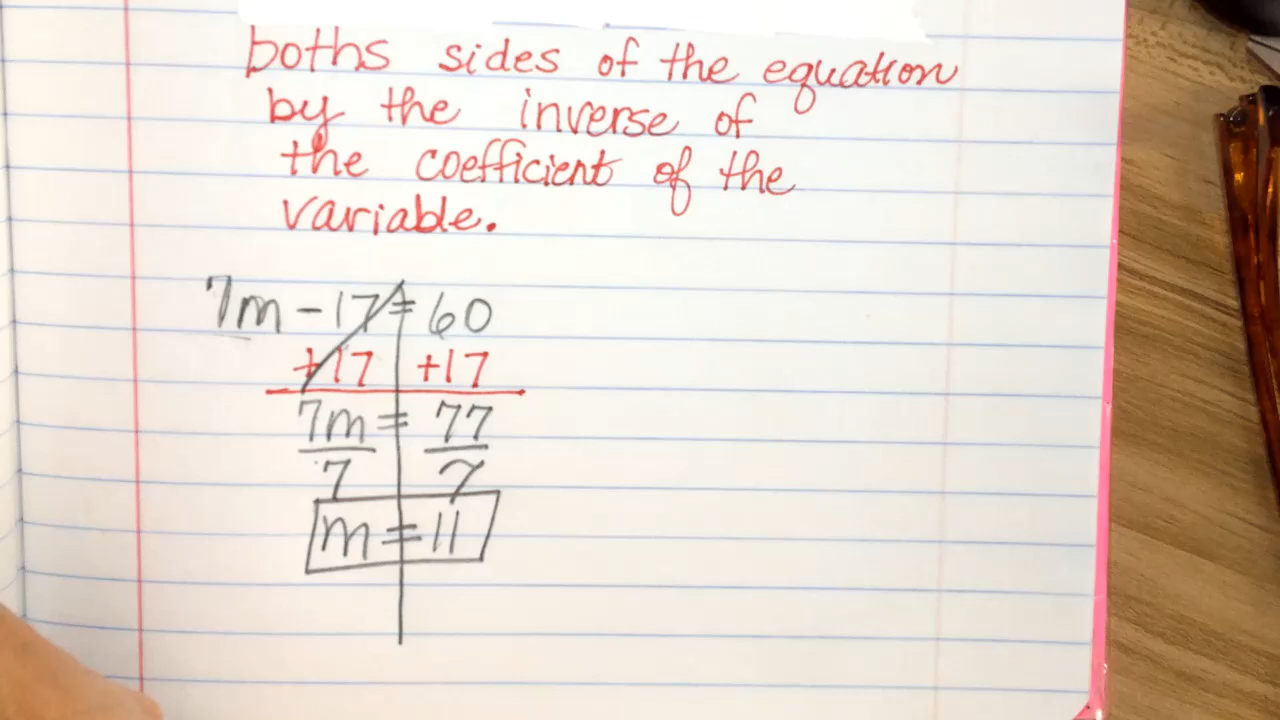 boths sides of the equation
by the inverse of
the coefficient of the
variable.
7m - 17 = 60
+17 +17
7m = 77
7 7
m = 11